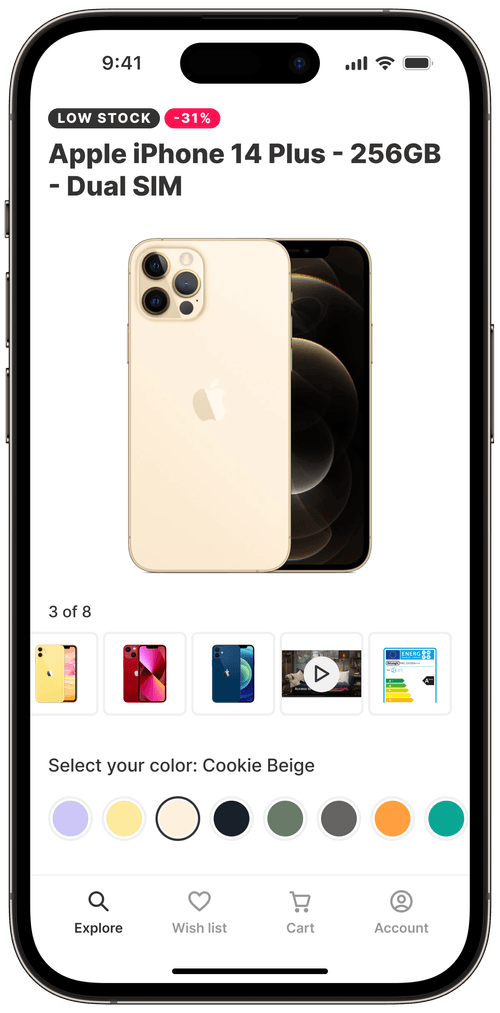 9:41
LOW STOCK
-31%
Apple iPhone 14 Plus - 256GB
- Dual SIM
3 of 8
ENERG
Select your color: Cookie Beige
Explore
Wish list
Cart
Account